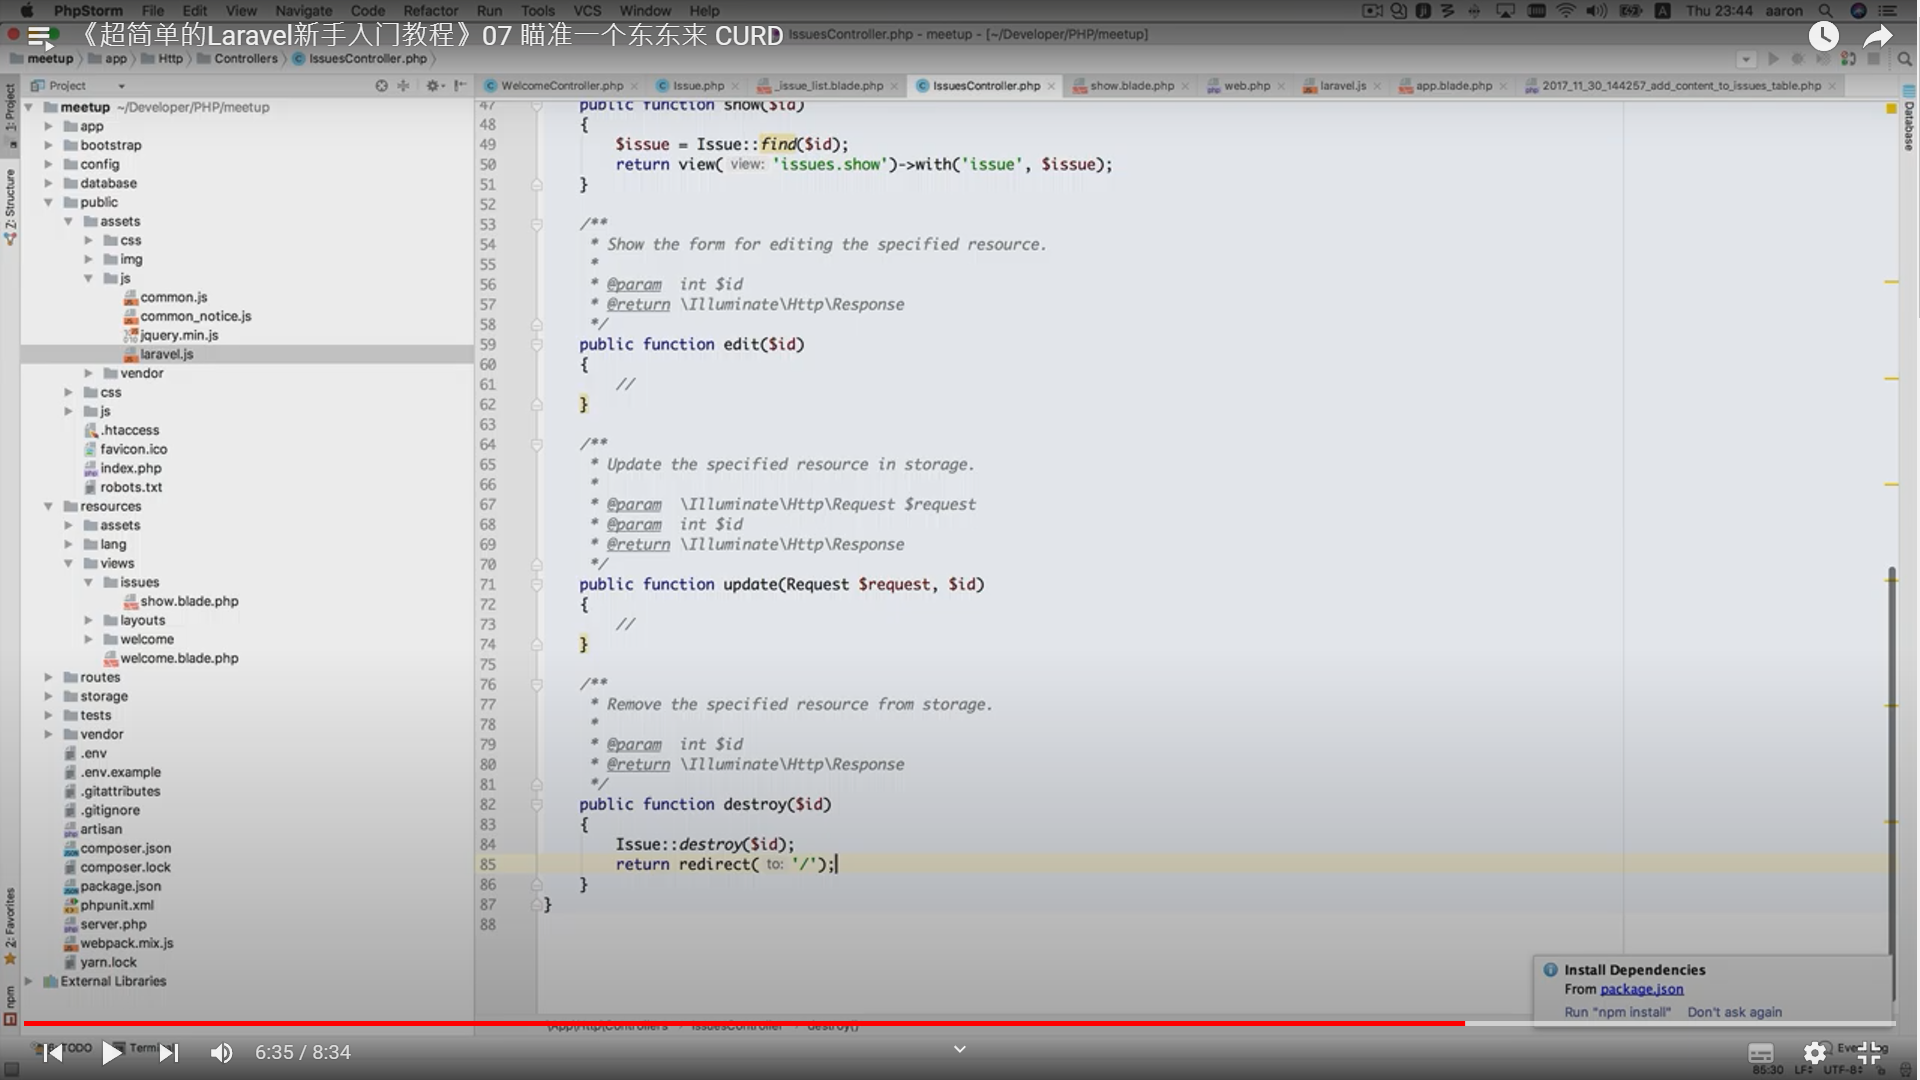 PhpStorm File Edit View Navigate Code Refactor Run Tools VCS Window Help Thu 23:44 aaron
《超简单的Laravel新手入门教程》07 瞄准一个东东来 CURD
IssuesController.php - meetup - [~/Developer/PHP/meetup]
meetup app Http Controllers IssuesController.php
Project
WelcomeController.php Issue.php _issue_list.blade.php IssuesController.php show.blade.php web.php laravel.js app.blade.php 2017_11_30_144257_add_content_to_issues_table.php
1: Project
Z: Structure
2: Favorites
npm
Database
meetup ~/Developer/PHP/meetup
app
bootstrap
config
database
public
assets
css
img
js
common.js
common_notice.js
jquery.min.js
laravel.js
vendor
css
js
.htaccess
favicon.ico
index.php
robots.txt
resources
assets
lang
views
issues
show.blade.php
layouts
welcome
welcome.blade.php
routes
storage
tests
vendor
.env
.env.example
.gitattributes
.gitignore
artisan
composer.json
composer.lock
package.json
phpunit.xml
server.php
webpack.mix.js
yarn.lock
External Libraries
47 public function show($id)
48 {
49 $issue = Issue::find($id);
50 return view( view: 'issues.show')->with('issue', $issue);
51 }
52
53 /**
54 * Show the form for editing the specified resource.
55 *
56 * @param  int $id
57 * @return \Illuminate\Http\Response
58 */
59 public function edit($id)
60 {
61 //
62 }
63
64 /**
65 * Update the specified resource in storage.
66 *
67 * @param  \Illuminate\Http\Request $request
68 * @param  int $id
69 * @return \Illuminate\Http\Response
70 */
71 public function update(Request $request, $id)
72 {
73 //
74 }
75
76 /**
77 * Remove the specified resource from storage.
78 *
79 * @param  int $id
80 * @return \Illuminate\Http\Response
81 */
82 public function destroy($id)
83 {
84 Issue::destroy($id);
85 return redirect( to: '/');
86 }
87 }
88
Install Dependencies
From package.json
Run "npm install" Don't ask again
\App\Http\Controllers IssuesController destroy()
TODO
6:35 / 8:34
85:30 LF UTF-8